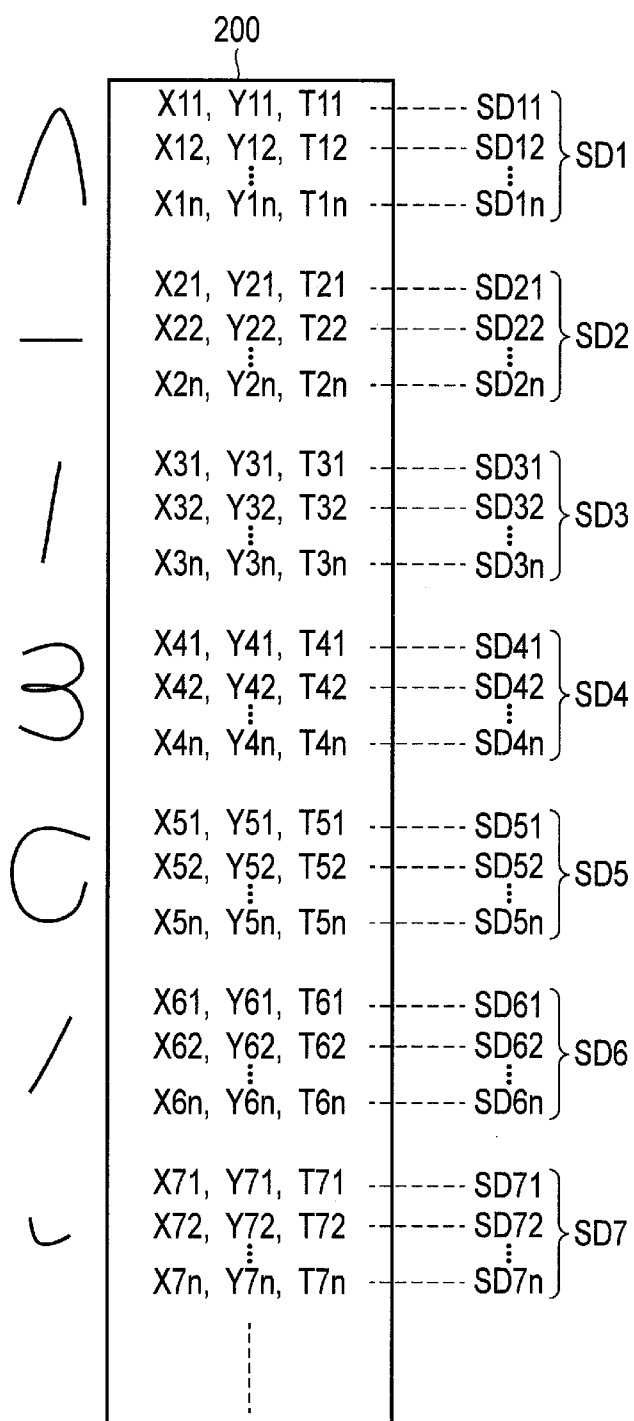 200
X11, Y11, T11 SD11
X12, Y12, T12 SD12 SD1
X1n, Y1n, T1n SD1n
X21, Y21, T21 SD21
X22, Y22, T22 SD22 SD2
X2n, Y2n, T2n SD2n
X31, Y31, T31 SD31
X32, Y32, T32 SD32 SD3
X3n, Y3n, T3n SD3n
X41, Y41, T41 SD41
X42, Y42, T42 SD42 SD4
X4n, Y4n, T4n SD4n
X51, Y51, T51 SD51
X52, Y52, T52 SD52 SD5
X5n, Y5n, T5n SD5n
X61, Y61, T61 SD61
X62, Y62, T62 SD62 SD6
X6n, Y6n, T6n SD6n
X71, Y71, T71 SD71
X72, Y72, T72 SD72 SD7
X7n, Y7n, T7n SD7n